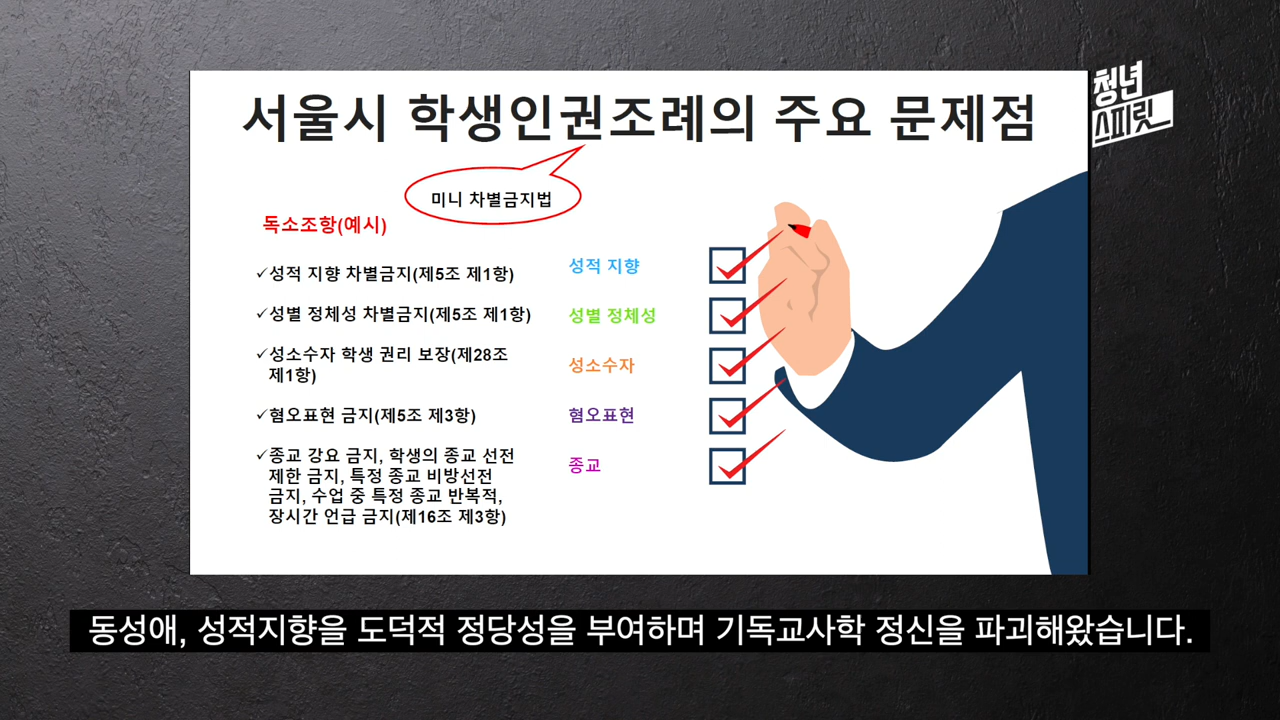 서울시 학생인권조례의 주요 문제점
청년
스피릿
미니 차별금지법
독소조항(예시)
✓성적 지향 차별금지(제5조 제1항)
✓성별 정체성 차별금지(제5조 제1항)
✓성소수자 학생 권리 보장(제28조
제1항)
✓혐오표현 금지(제5조 제3항)
✓종교 강요 금지, 학생의 종교 선전
제한 금지, 특정 종교 비방선전
금지, 수업 중 특정 종교 반복적,
장시간 언급 금지(제16조 제3항)
성적 지향
성별 정체성
성소수자
혐오표현
종교
동성애, 성적지향을 도덕적 정당성을 부여하며 기독교사학 정신을 파괴해왔습니다.